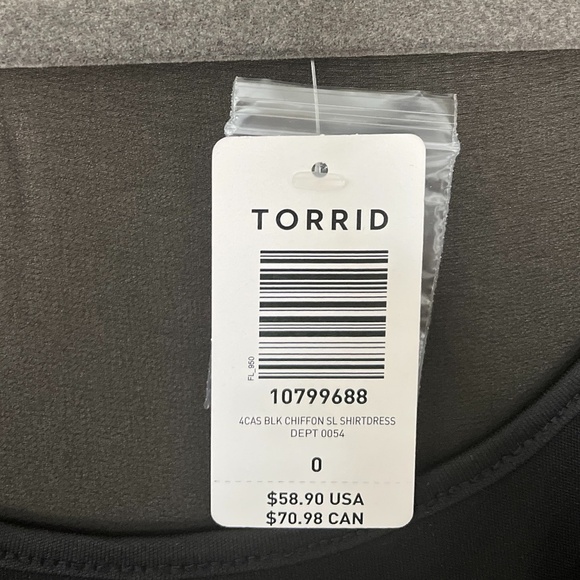 TORRID
FL_950
10799688
4CAS BLK CHIFFON SL SHIRTDRESS
DEPT 0054
0
$58.90 USA
$70.98 CAN